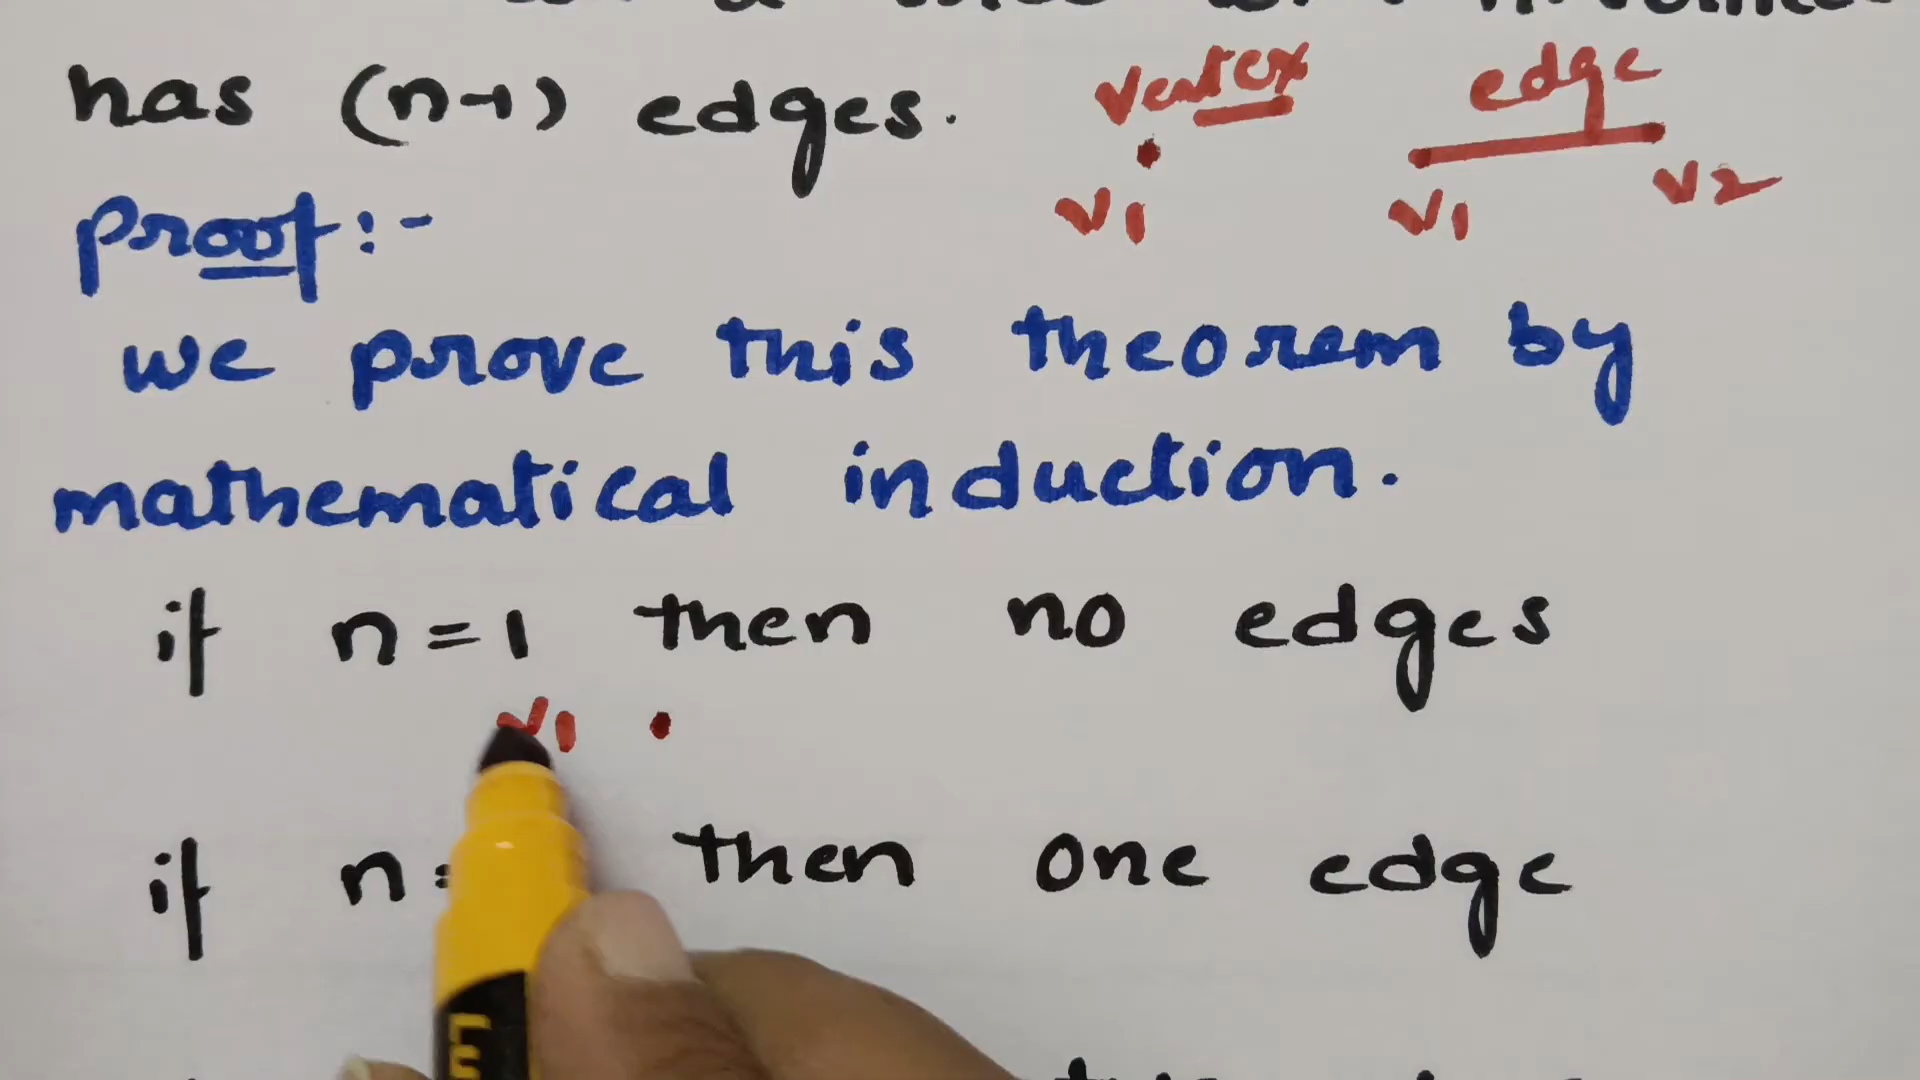 has (n-1) edges.
vertex
edge
v1
v1
v2
Proof:-
we prove this theorem by
mathematical induction.
if n=1 then no edges
v1
if n= then one edge